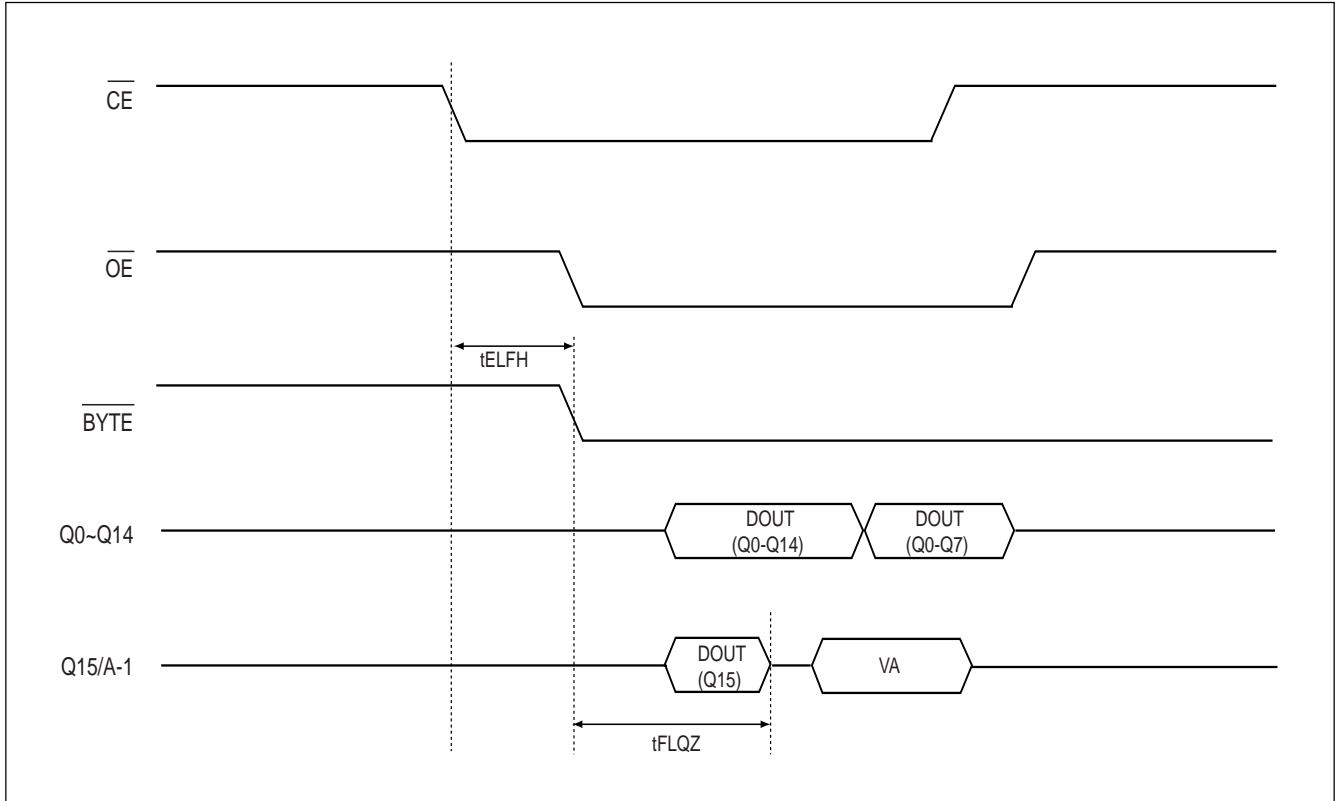 CE
OE
tELFH
BYTE
Q0~Q14
DOUT
(Q0-Q14)
DOUT
(Q0-Q7)
Q15/A-1
DOUT
(Q15)
VA
tFLQZ